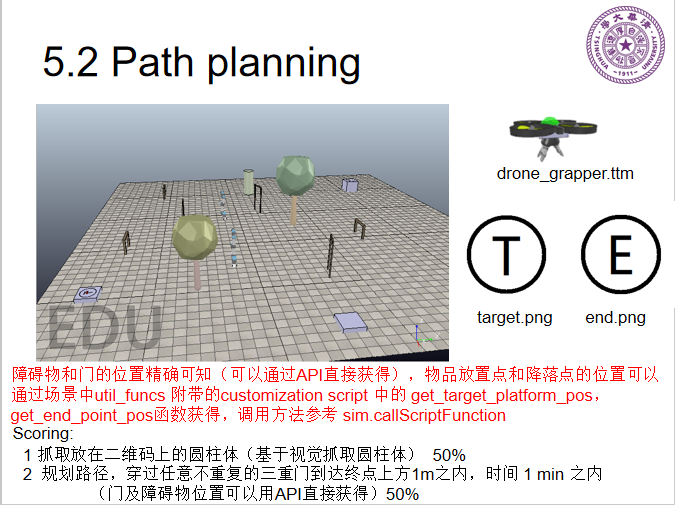 5.2 Path planning
TSINGHUA UNIVERSITY
1911
drone_grapper.ttm
T
E
target.png
end.png
EDU
障碍物和门的位置精确可知（可以通过API直接获得），物品放置点和降落点的位置可以
通过场景中util_funcs 附带的customization script 中的 get_target_platform_pos，
get_end_point_pos函数获得，调用方法参考 sim.callScriptFunction
Scoring:
1 抓取放在二维码上的圆柱体（基于视觉抓取圆柱体） 50%
2 规划路径，穿过任意不重复的三重门到达终点上方1m之内，时间 1 min 之内
（门及障碍物位置可以用API直接获得）50%